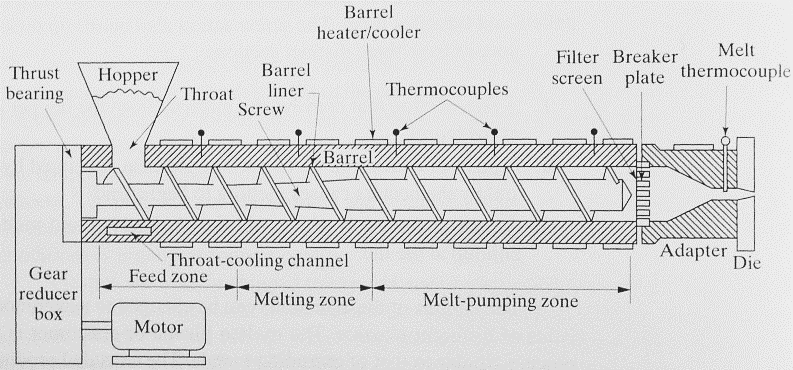 Barrel
heater/cooler
Hopper
Thrust
bearing
Throat
Barrel
liner
Screw
Thermocouples
Filter
screen
Breaker
plate
Melt
thermocouple
Barrel
Throat-cooling channel
Adapter
Die
Feed zone
Melting zone
Melt-pumping zone
Gear
reducer
box
Motor